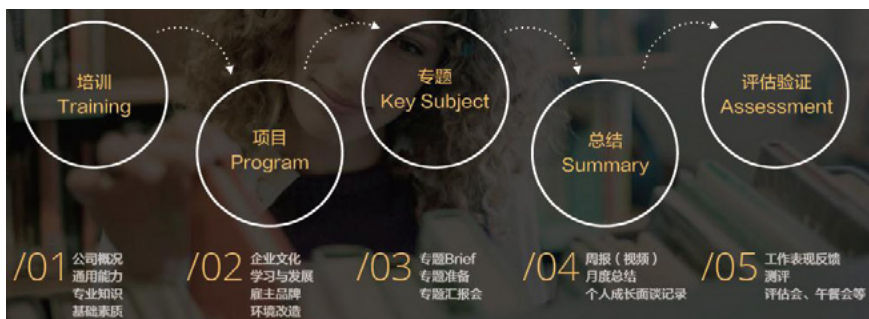 培训
Training
项目
Program
专题
Key Subject
总结
Summary
评估验证
Assessment
/01
公司概况
通用能力
专业知识
基础素质
/02
企业文化
学习与发展
雇主品牌
环境改造
/03
专题Brief
专题准备
专题汇报会
/04
周报（视频）
月度总结
个人成长面谈记录
/05
工作表现反馈
测评
评估会、午餐会等